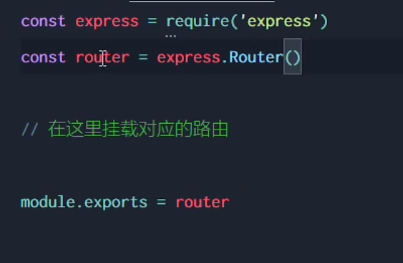 const express = require('express')
const router = express.Router()
// 在这里挂载对应的路由
module.exports = router